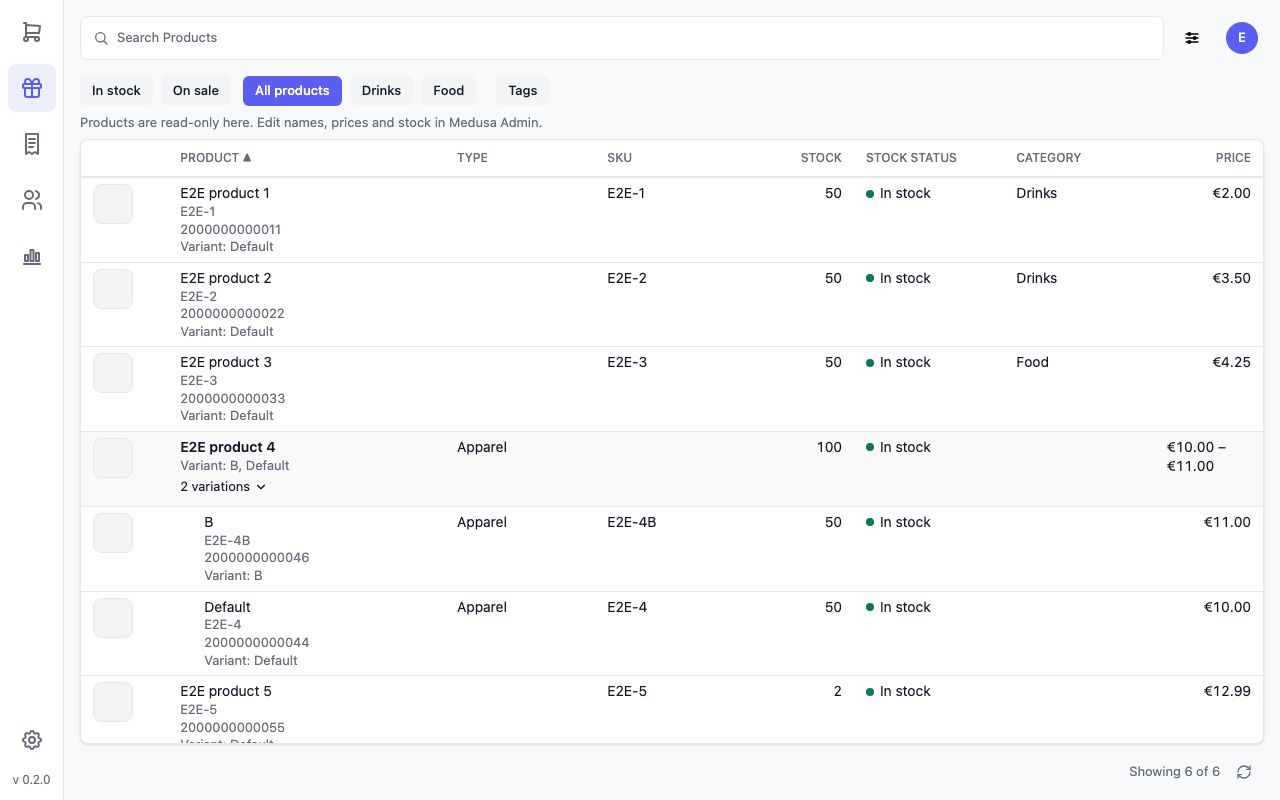 Search Products
E
In stock
On sale
All products
Drinks
Food
Tags
Products are read-only here. Edit names, prices and stock in Medusa Admin.
PRODUCT ▲ TYPE SKU STOCK STOCK STATUS CATEGORY PRICE
E2E product 1 E2E-1 50 In stock Drinks €2.00
E2E-1
2000000000011
Variant: Default
E2E product 2 E2E-2 50 In stock Drinks €3.50
E2E-2
2000000000022
Variant: Default
E2E product 3 E2E-3 50 In stock Food €4.25
E2E-3
2000000000033
Variant: Default
E2E product 4 Apparel 100 In stock €10.00 –
Variant: B, Default €11.00
2 variations
B Apparel E2E-4B 50 In stock €11.00
E2E-4B
2000000000046
Variant: B
Default Apparel E2E-4 50 In stock €10.00
E2E-4
2000000000044
Variant: Default
E2E product 5 E2E-5 2 In stock €12.99
E2E-5
2000000000055
Variant: Default
Showing 6 of 6
v 0.2.0